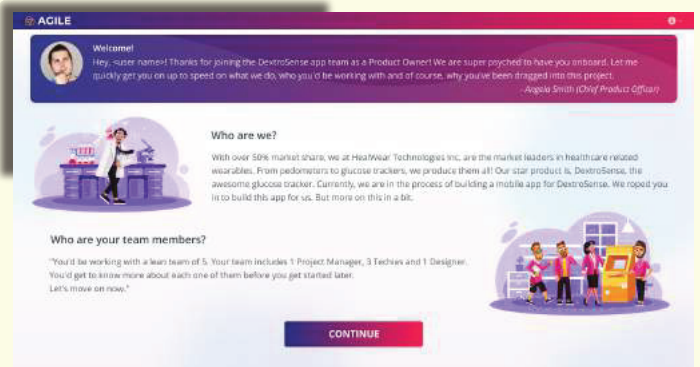 AGILE
Welcome!
Hey, <user name>! Thanks for joining the DextroSense app team as a Product Owner! We are super psyched to have you onboard. Let me
quickly get you on up to speed on what we do, who you'd be working with and of course, why you've been dragged into this project.
- Angela Smith (Chief Product Officer)
Who are we?
With over 50% market share, we at HealWear Technologies Inc, are the market leaders in healthcare related
wearables. From pedometers to glucose trackers, we produce them all! Our star product is, DextroSense, the
awesome glucose tracker. Currently, we are in the process of building a mobile app for DextroSense. We roped you
in to build this app for us. But more on this in a bit.
Who are your team members?
"You'd be working with a lean team of 5. Your team includes 1 Project Manager, 3 Techies and 1 Designer.
You'd get to know more about each one of them before you get started later.
Let's move on now."
CONTINUE